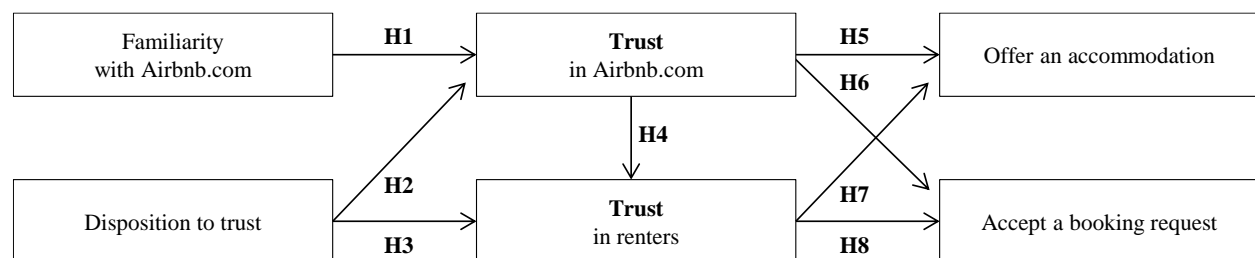 Familiarity
with Airbnb.com
H1
Trust
in Airbnb.com
H5
Offer an accommodation
H6
H4
H2
H7
Disposition to trust
H3
Trust
in renters
H8
Accept a booking request